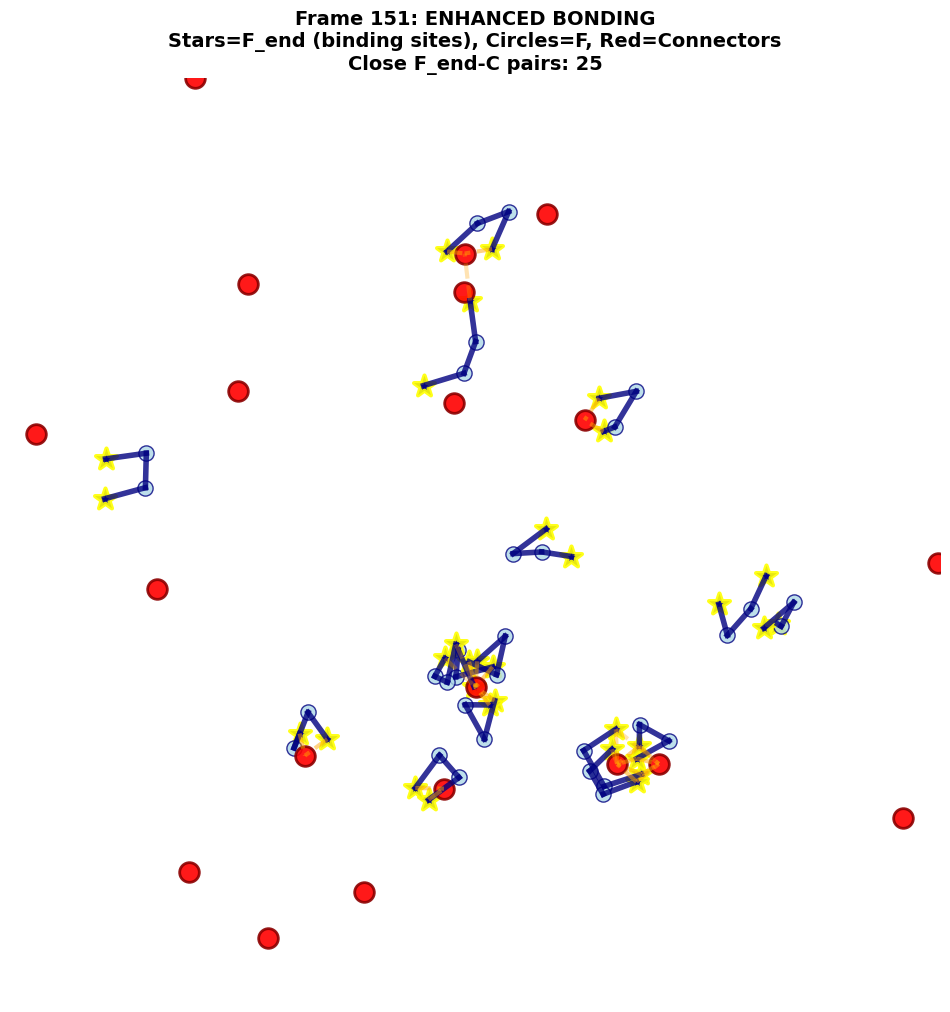 Frame 151: ENHANCED BONDING
Stars=F_end (binding sites), Circles=F, Red=Connectors
Close F_end-C pairs: 25